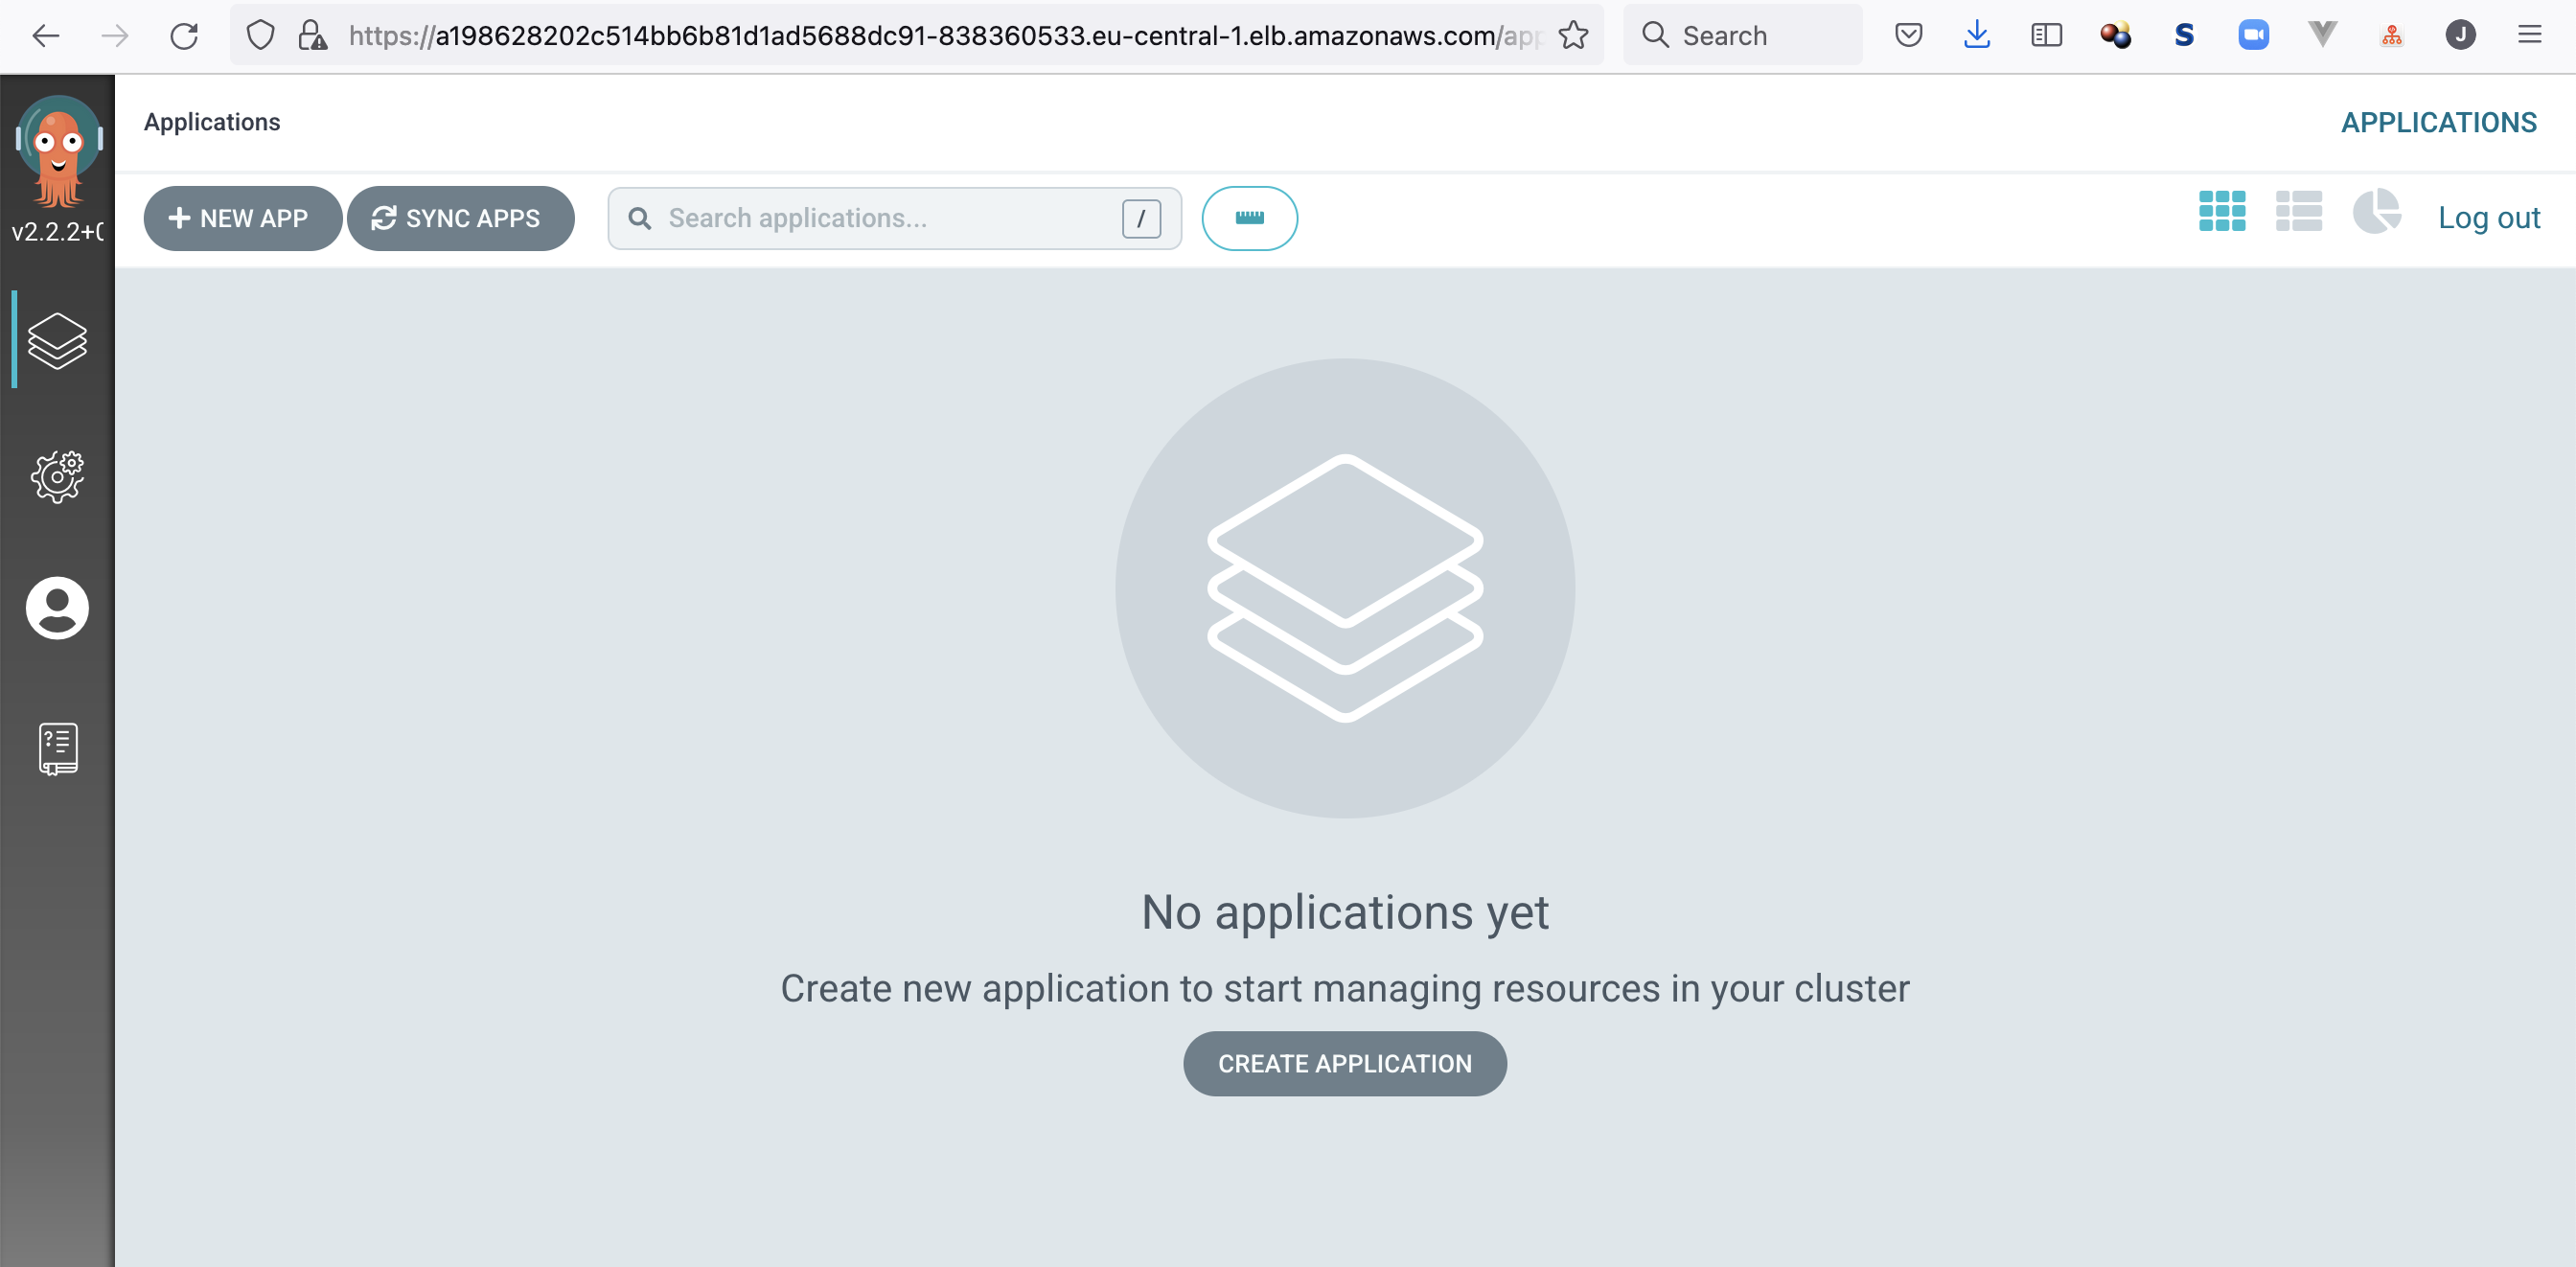 https://a198628202c514bb6b81d1ad5688dc91-838360533.eu-central-1.elb.amazonaws.com/app
Search
S
J
Applications
APPLICATIONS
v2.2.2+
NEW APP
SYNC APPS
Search applications...
/
Log out
No applications yet
Create new application to start managing resources in your cluster
CREATE APPLICATION